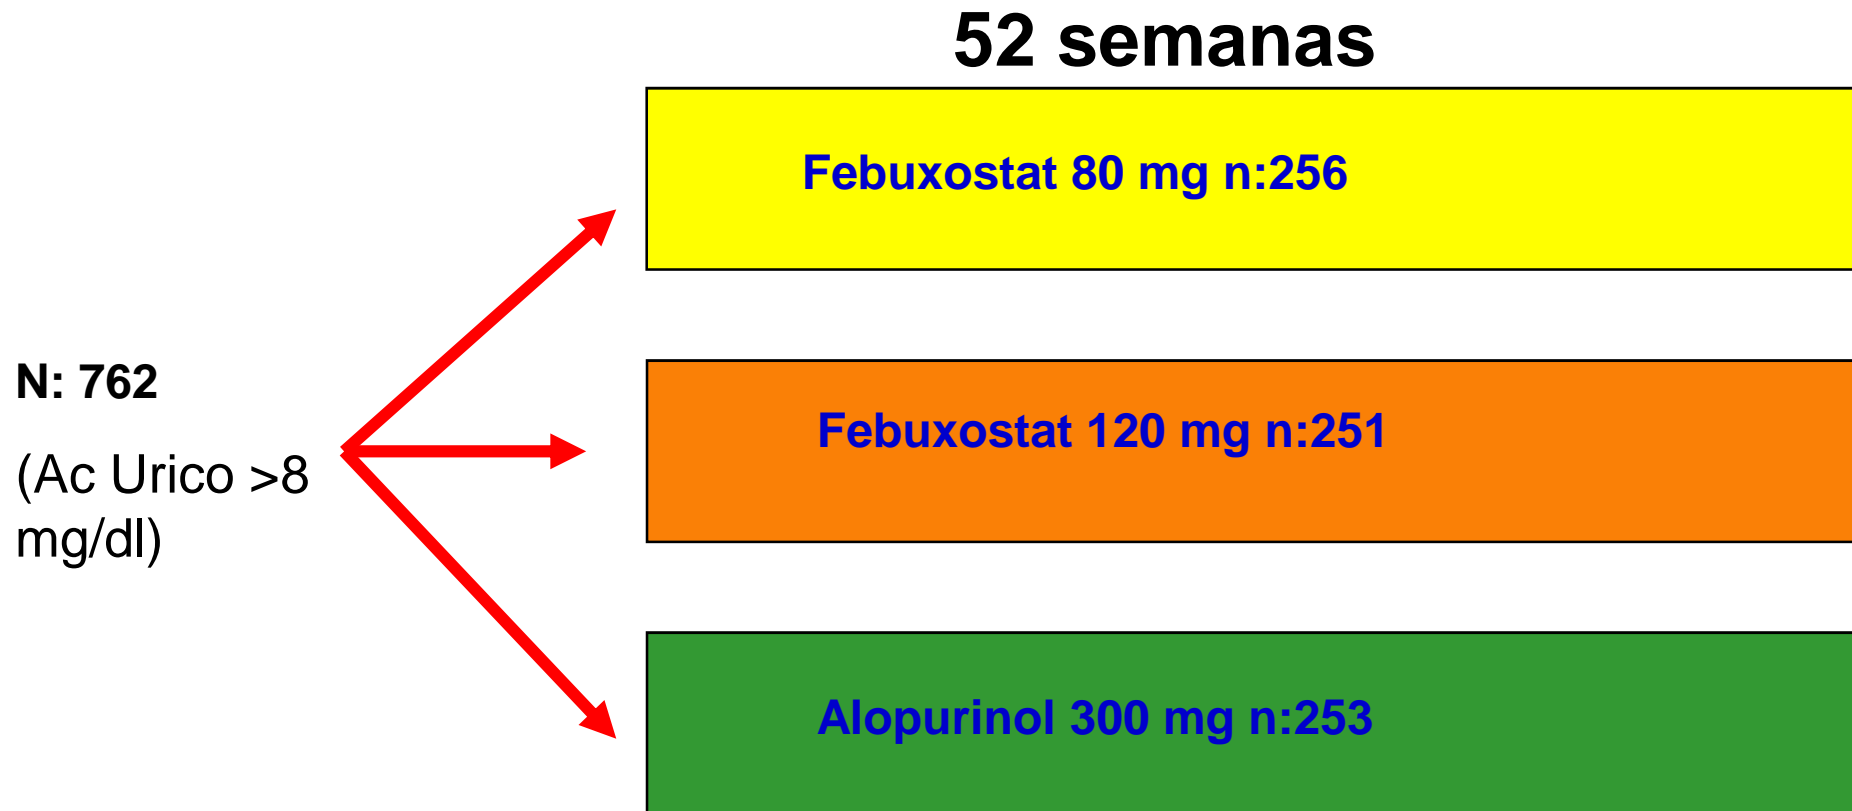 52 semanas
Febuxostat 80 mg n:256
N: 762
(Ac Urico >8
mg/dl)
Febuxostat 120 mg n:251
Alopurinol 300 mg n:253